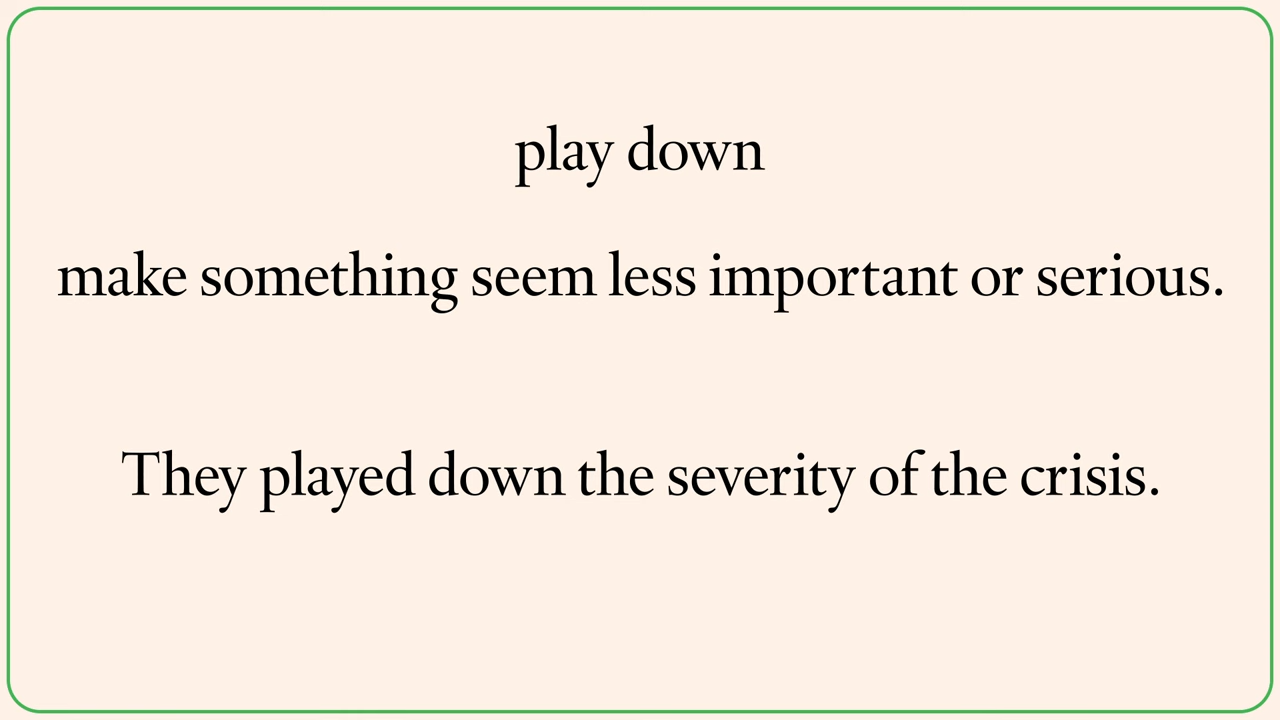 play down
make something seem less important or serious.
They played down the severity of the crisis.